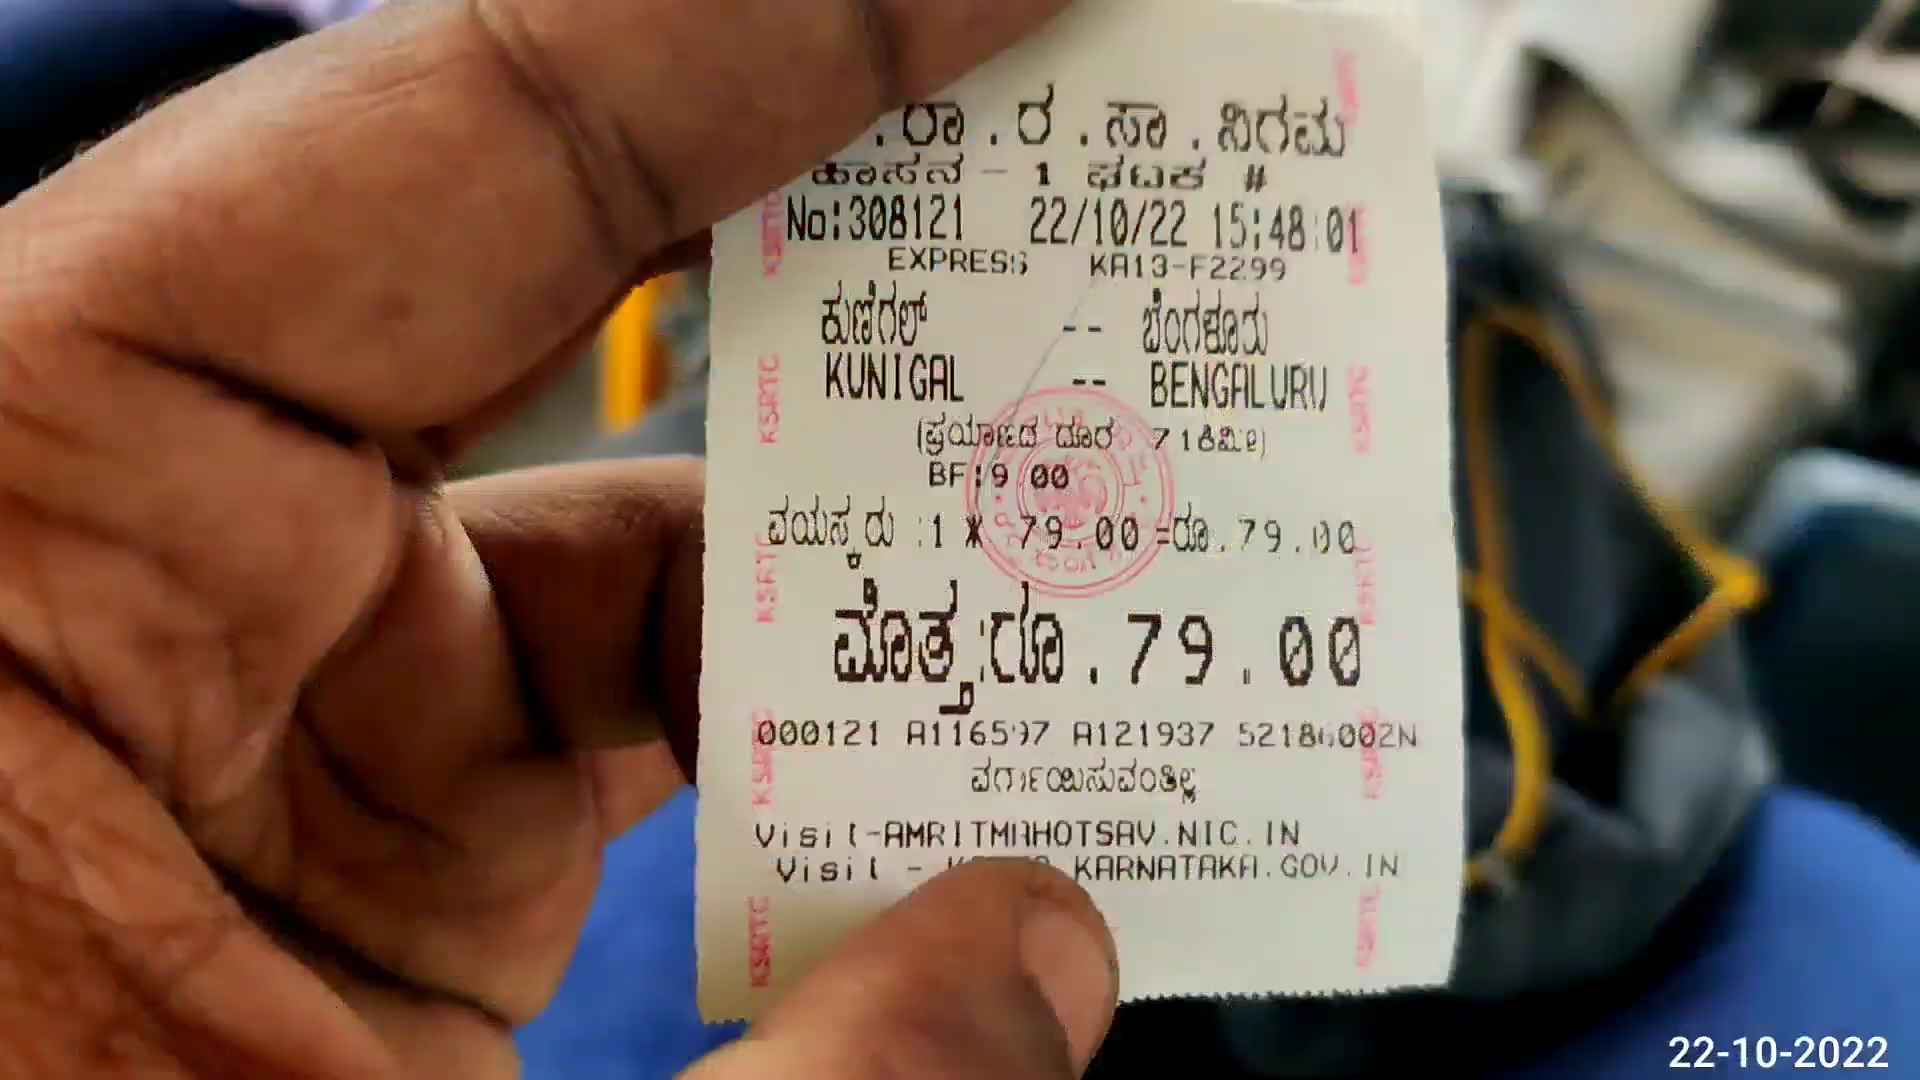 .ರಾ.ರ.ಸಾ.ನಿಗಮ
ಹಾಸನ - 1 ಘಟಕ #
No:308121 22/10/22 15:48:01
EXPRESS KA13-F2299
ಕುಣಿಗಲ್ -- ಬೆಂಗಳೂರು
KUNIGAL -- BENGALURU
(ಪ್ರಯಾಣದ ದೂರ 71ಕಿಮೀ)
BF:9.00
ವಯಸ್ಕರು :1 * 79.00 =ರೂ.79.00
ಮೊತ್ತ:ರೂ.79.00
000121 A116597 A121937 52186002N
ವರ್ಗಾಯಿಸುವಂತಿಲ್ಲ
Visit-AMRITMAHOTSAV.NIC.IN
Visit - KARNATAKA.GOV.IN
KSRTC
22-10-2022